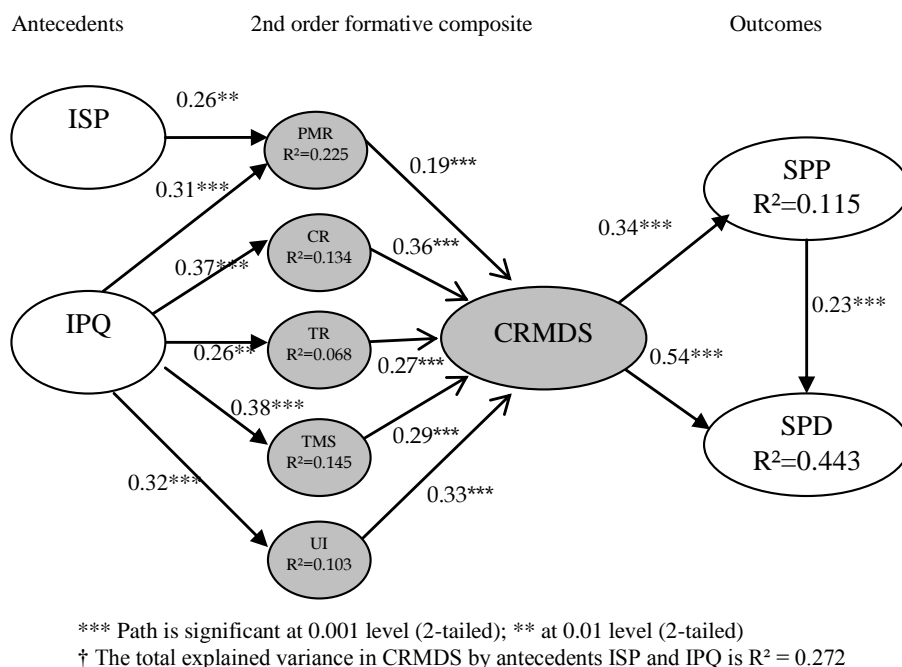 Antecedents 2nd order formative composite Outcomes
ISP
0.26**
PMR
R²=0.225
0.31***
0.19***
SPP
R²=0.115
CR
R²=0.134
0.37***
0.36***
0.34***
IPQ
TR
R²=0.068
0.26**
0.27***
CRMDS
0.23***
0.54***
0.38***
TMS
R²=0.145
0.29***
SPD
R²=0.443
0.32***
0.33***
UI
R²=0.103
*** Path is significant at 0.001 level (2-tailed); ** at 0.01 level (2-tailed)
† The total explained variance in CRMDS by antecedents ISP and IPQ is R² = 0.272